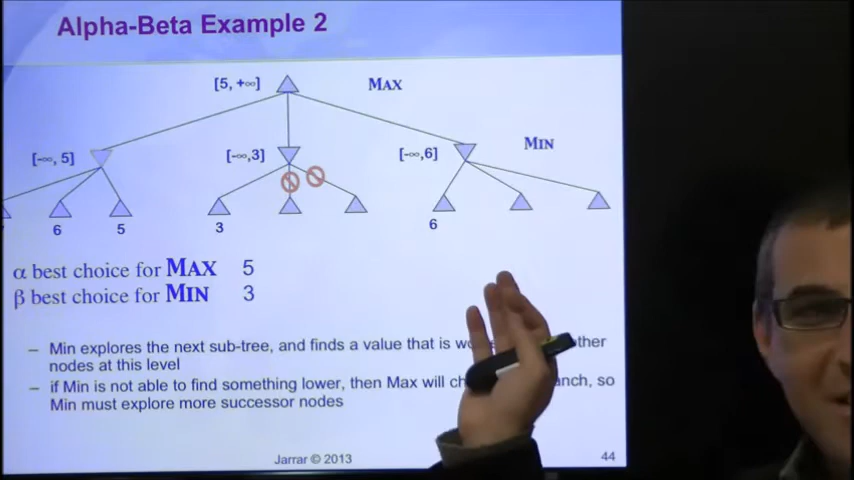 Alpha-Beta Example 2
[5, +∞] MAX
[-∞, 5] [-∞,3] [-∞,6] MIN
6 5 3 6
α best choice for MAX 5
β best choice for MIN 3
– Min explores the next sub-tree, and finds a value that is other
nodes at this level
– if Min is not able to find something lower, then Max will so
Min must explore more successor nodes
Jarrar © 2013 44